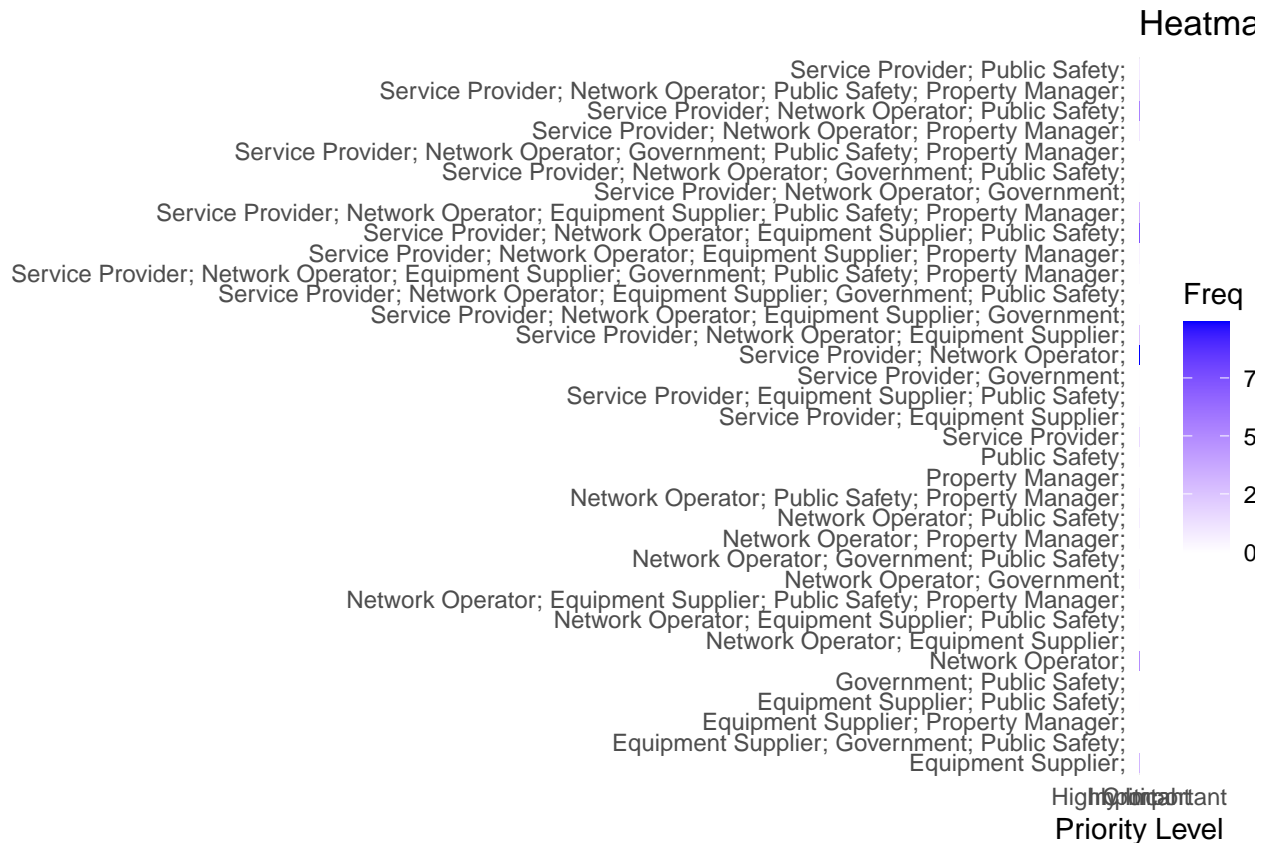 Heatma
Service Provider; Public Safety;
Service Provider; Network Operator; Public Safety; Property Manager;
Service Provider; Network Operator; Public Safety;
Service Provider; Network Operator; Property Manager;
Service Provider; Network Operator; Government; Public Safety; Property Manager;
Service Provider; Network Operator; Government; Public Safety;
Service Provider; Network Operator; Government;
Service Provider; Network Operator; Equipment Supplier; Public Safety; Property Manager;
Service Provider; Network Operator; Equipment Supplier; Public Safety;
Service Provider; Network Operator; Equipment Supplier; Property Manager;
Service Provider; Network Operator; Equipment Supplier; Government; Public Safety; Property Manager;
Service Provider; Network Operator; Equipment Supplier; Government; Public Safety;
Service Provider; Network Operator; Equipment Supplier; Government;
Service Provider; Network Operator; Equipment Supplier;
Service Provider; Network Operator;
Service Provider; Government;
Service Provider; Equipment Supplier; Public Safety;
Service Provider; Equipment Supplier;
Service Provider;
Public Safety;
Property Manager;
Network Operator; Public Safety; Property Manager;
Network Operator; Public Safety;
Network Operator; Property Manager;
Network Operator; Government; Public Safety;
Network Operator; Government;
Network Operator; Equipment Supplier; Public Safety; Property Manager;
Network Operator; Equipment Supplier; Public Safety;
Network Operator; Equipment Supplier;
Network Operator;
Government; Public Safety;
Equipment Supplier; Public Safety;
Equipment Supplier; Property Manager;
Equipment Supplier; Government; Public Safety;
Equipment Supplier;
Priority Level
Freq
7
5
2
0